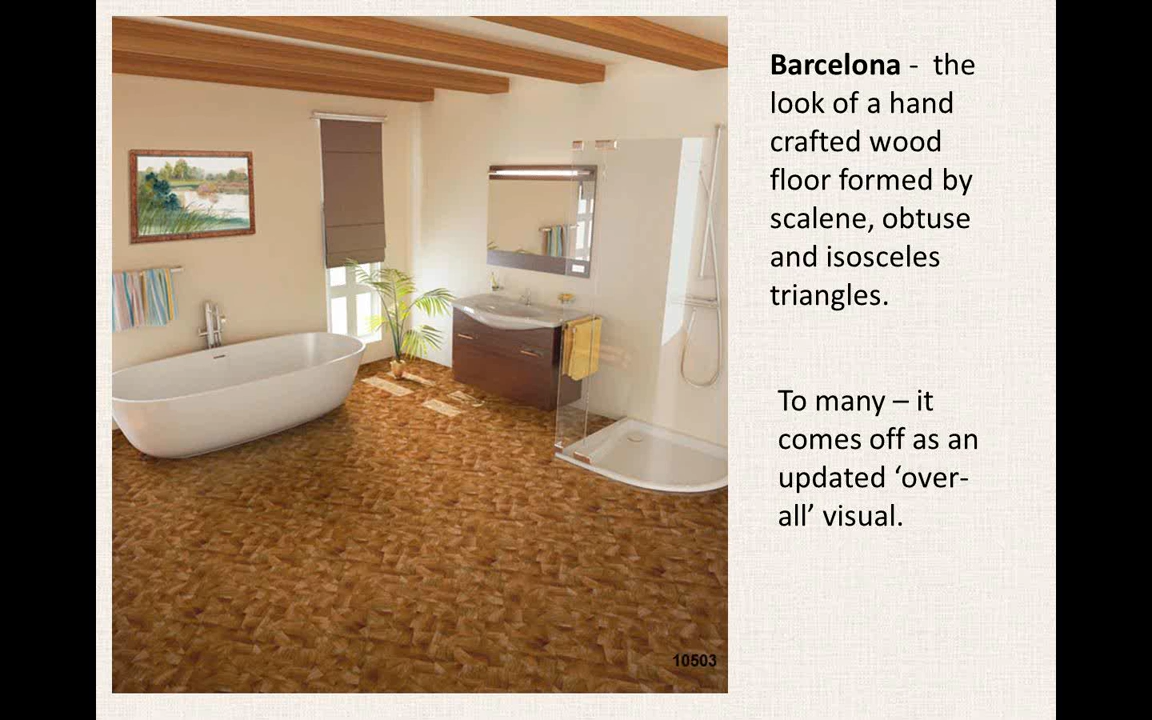 Barcelona - the
look of a hand
crafted wood
floor formed by
scalene, obtuse
and isosceles
triangles.
To many – it
comes off as an
updated ‘over-
all’ visual.
10503